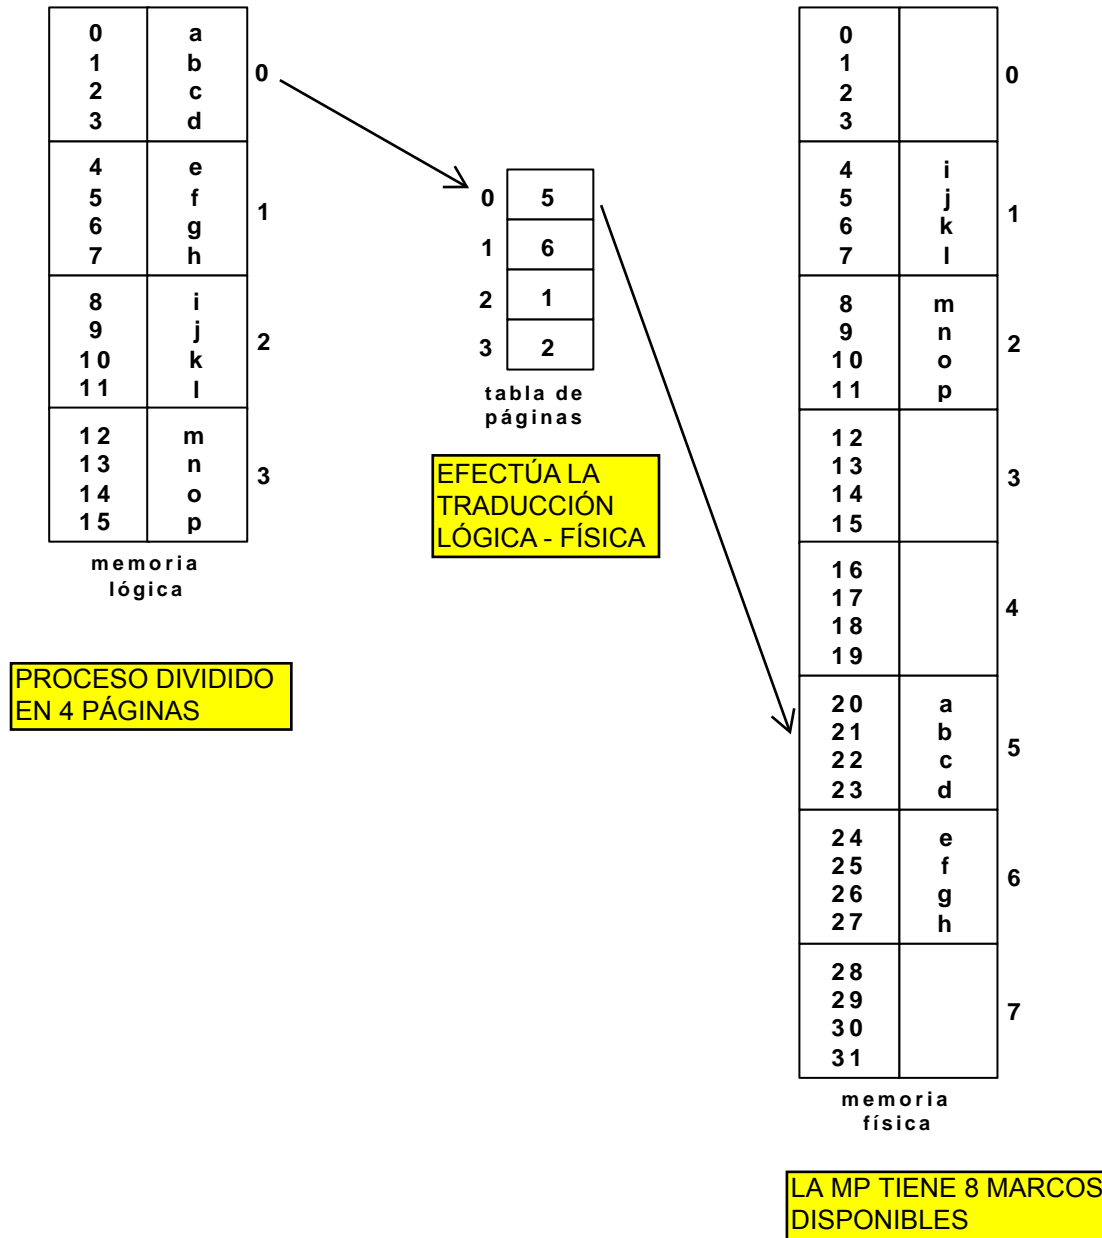 0 a
1 b
2 c
3 d
0
4 e
5 f
6 g
7 h
1
8 i
9 j
10 k
11 l
2
12 m
13 n
14 o
15 p
3
memoria
lógica
PROCESO DIVIDIDO
EN 4 PÁGINAS
0 5
1 6
2 1
3 2
tabla de
páginas
EFECTÚA LA
TRADUCCIÓN
LÓGICA - FÍSICA
0
1
2
3
0
4 i
5 j
6 k
7 l
1
8 m
9 n
10 o
11 p
2
12
13
14
15
3
16
17
18
19
4
20 a
21 b
22 c
23 d
5
24 e
25 f
26 g
27 h
6
28
29
30
31
7
memoria
física
LA MP TIENE 8 MARCOS
DISPONIBLES